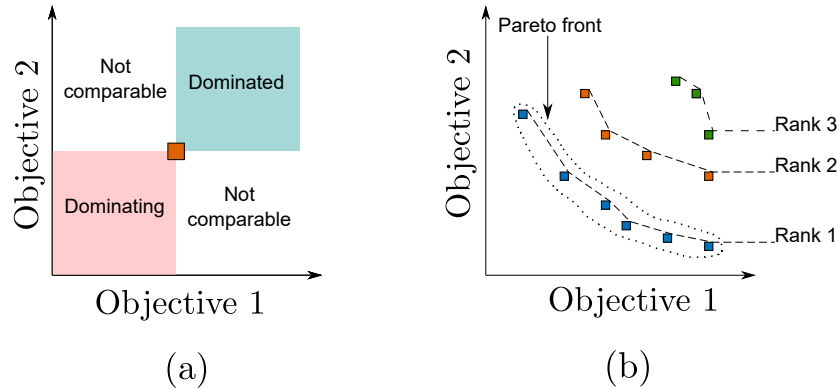 Objective 2
Not
comparable
Dominated
Dominating
Not
comparable
Objective 1
(a)
Pareto front
Objective 2
Rank 3
Rank 2
Rank 1
Objective 1
(b)